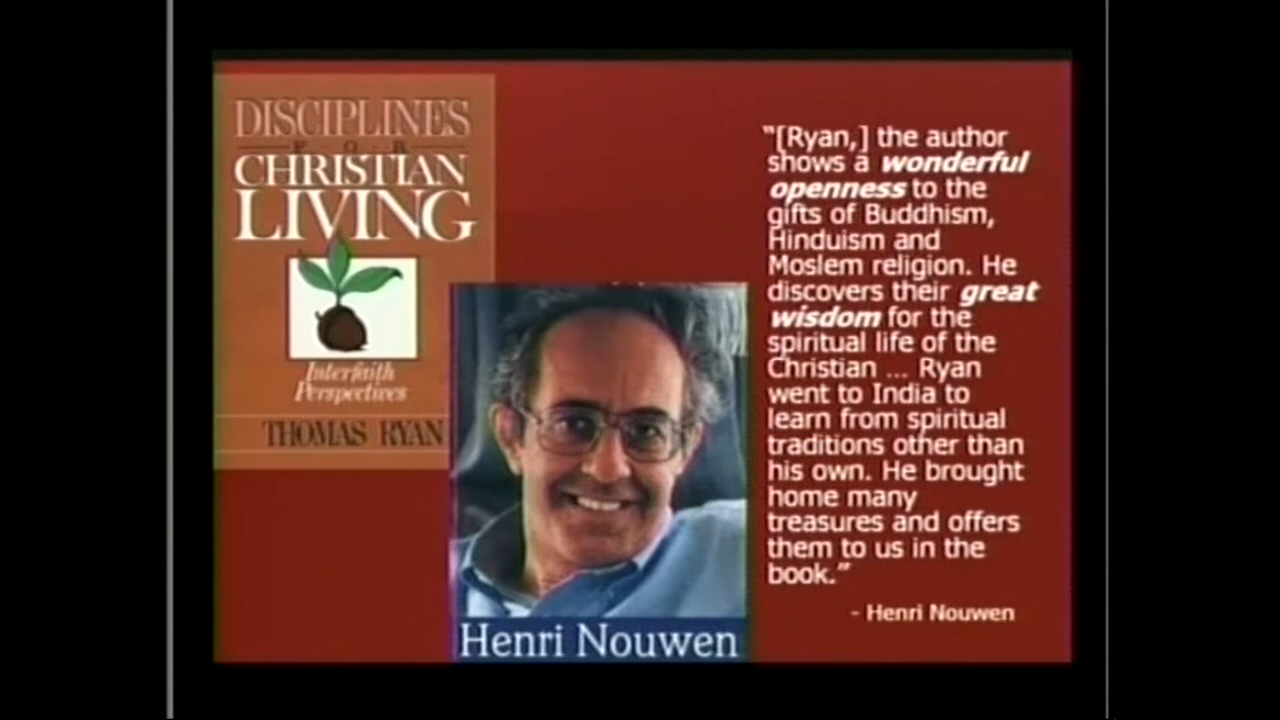 DISCIPLINES
FOR
CHRISTIAN
LIVING
Interfaith
Perspectives
THOMAS RYAN
Henri Nouwen
“[Ryan,] the author
shows a wonderful
openness to the
gifts of Buddhism,
Hinduism and
Moslem religion. He
discovers their great
wisdom for the
spiritual life of the
Christian ... Ryan
went to India to
learn from spiritual
traditions other than
his own. He brought
home many
treasures and offers
them to us in the
book.”
- Henri Nouwen